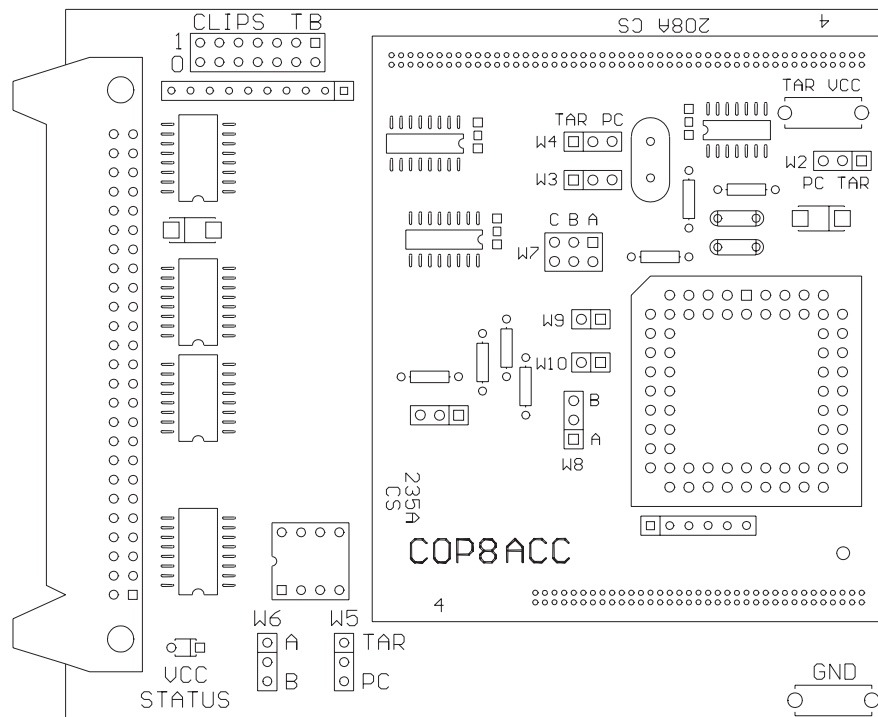 CLIPS TB
1
0
208A CS
4
TAR VCC
TAR PC
W4
W3
W2
PC TAR
C B A
W7
W9
W10
B
A
W8
235A
CS
COP8ACC
4
W6 W5
A TAR
B PC
VCC
STATUS
GND